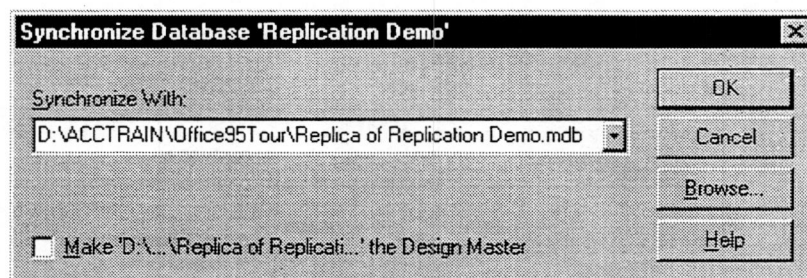 Synchronize Database 'Replication Demo'
Synchronize With:
D:\ACCTRAIN\Office95Tour\Replica of Replication Demo.mdb
Make 'D:\...\Replica of Replicati...' the Design Master
OK
Cancel
Browse...
Help